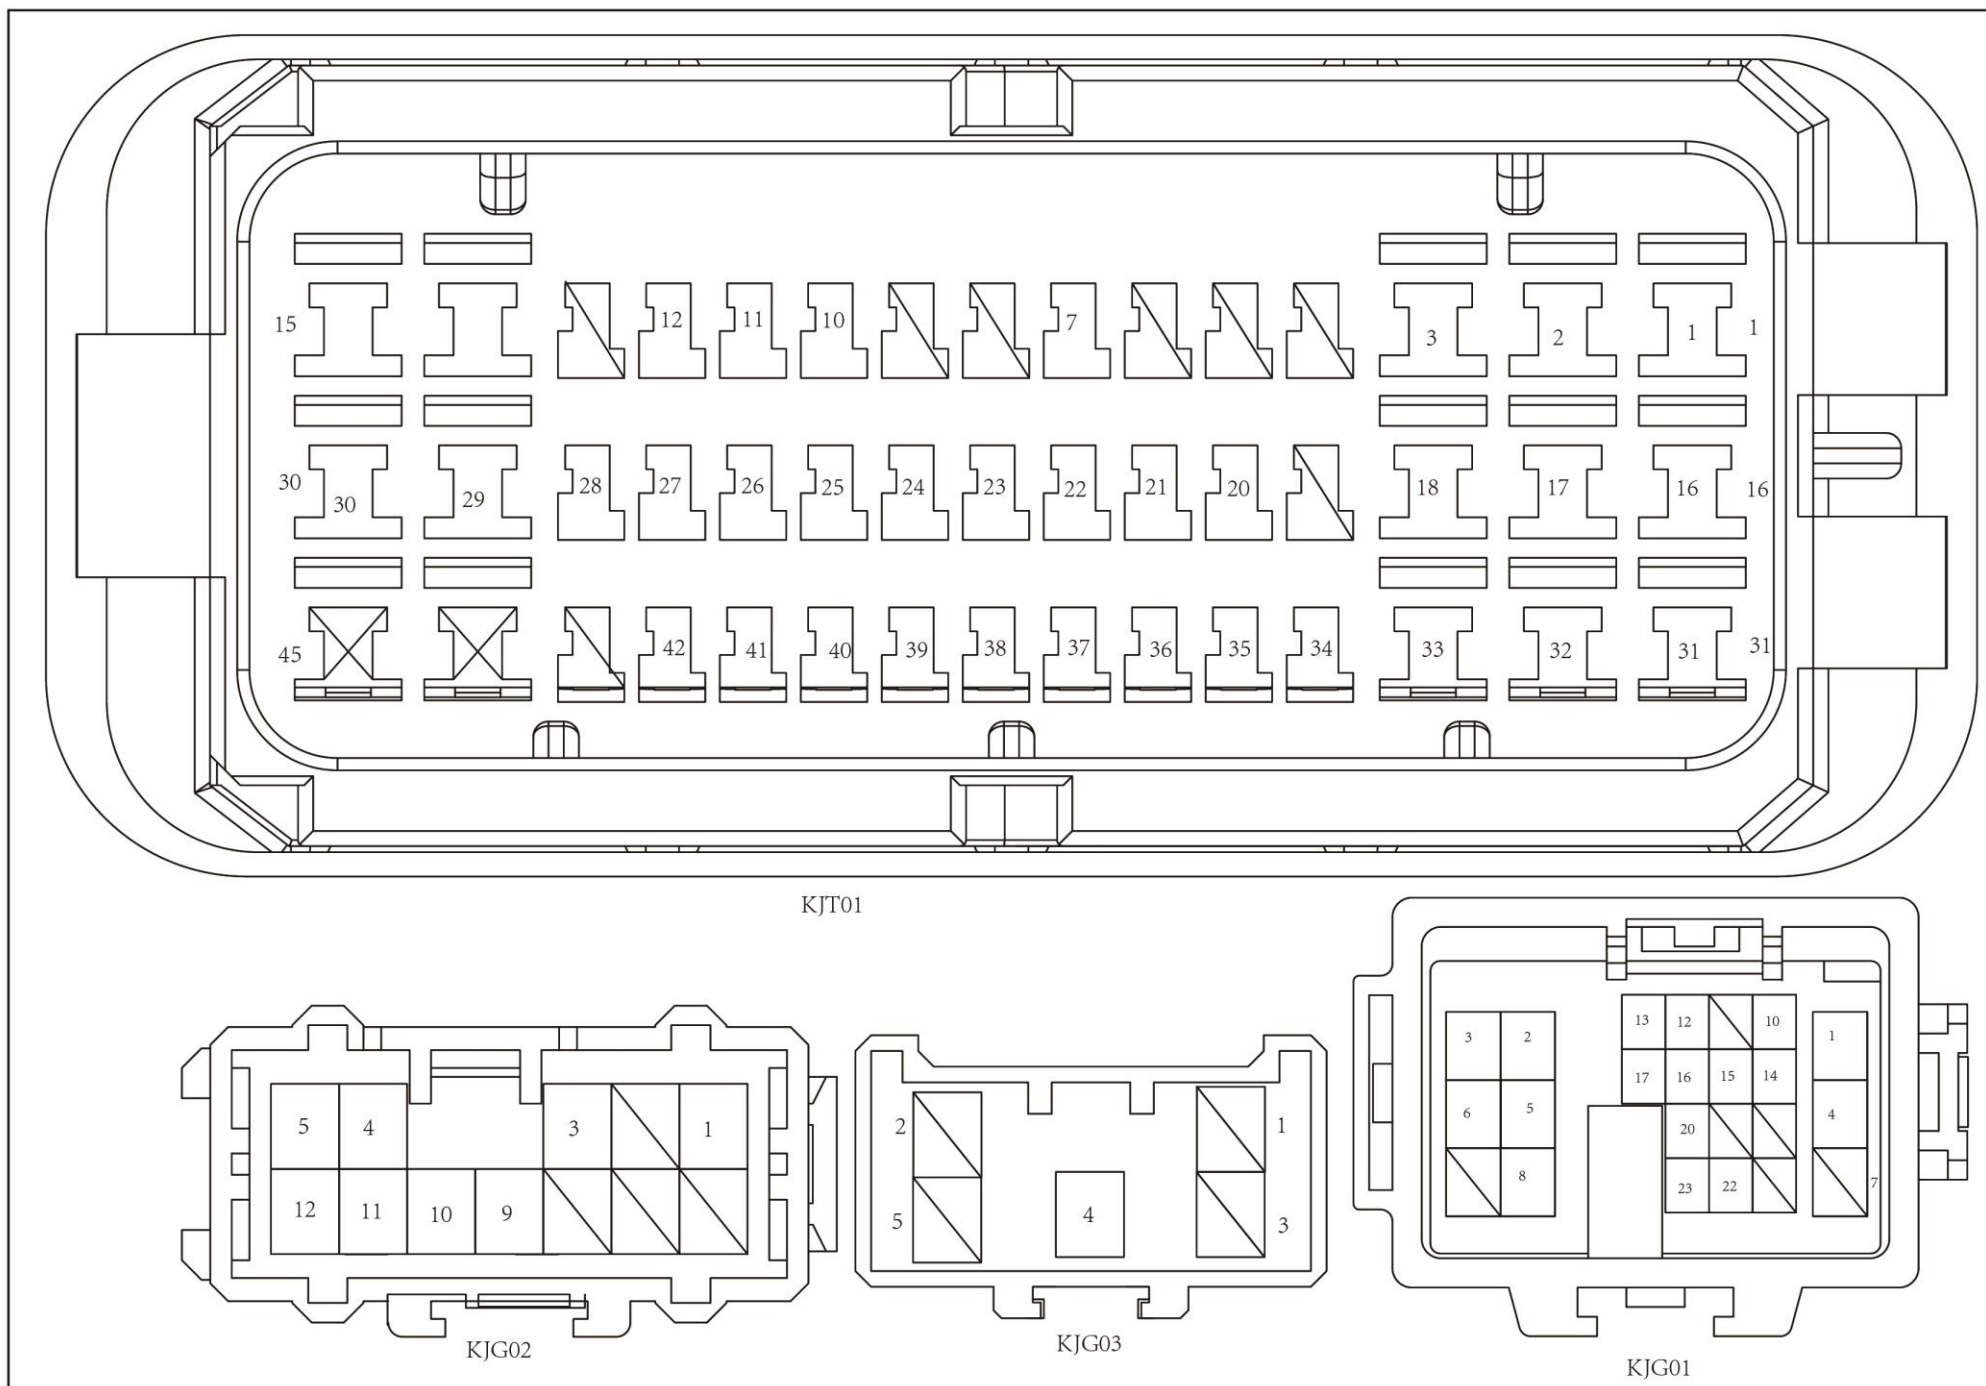 15 12 11 10 7 3 2 1 1
30 30 29 28 27 26 25 24 23 22 21 20 18 17 16 16
45 42 41 40 39 38 37 36 35 34 33 32 31 31
KJT01
5 4 3 1
12 11 10 9
KJG02
2 1
5 4 3
KJG03
3 2 13 12 10 1
17 16 15 14
6 5 20 4
8 23 22 7
KJG01